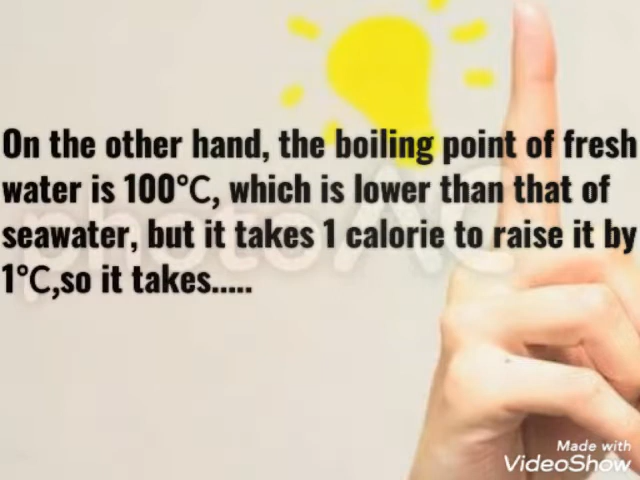 On the other hand, the boiling point of fresh
water is 100℃, which is lower than that of
seawater, but it takes 1 calorie to raise it by
1℃,so it takes.....
photoAC
Made with
VideoShow